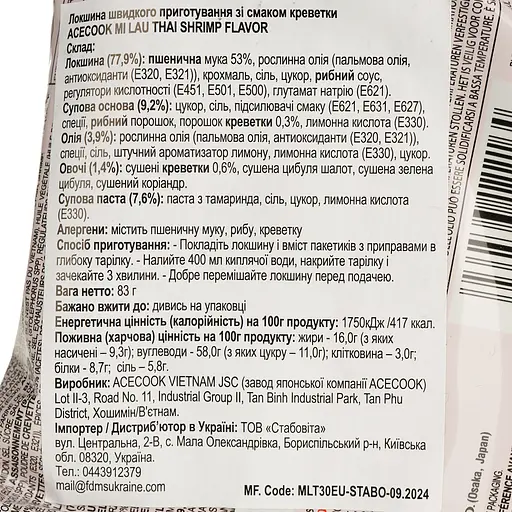 Локшина швидкого приготування зі смаком креветки
ACECOOK MI LAU THAI SHRIMP FLAVOR
Склад:
Локшина (77,9%): пшенична мука 53%, рослинна олія (пальмова олія,
антиоксиданти (E320, E321)), крохмаль, сіль, цукор, рибний соус,
регулятори кислотності (E451, E501, E500), глутамат натрію (E621).
Супова основа (9,2%): цукор, сіль, підсилювачі смаку (E621, E631, E627),
спеції, рибний порошок, порошок креветки 0,3%, лимонна кислота (E330).
Олія (3,9%): рослинна олія (пальмова олія, антиоксиданти (E320, E321)),
спеція, сіль, штучний ароматизатор лимону, лимонна кислота (E330), цукор.
Овочі (1,4%): сушені креветки 0,6%, сушена цибуля шалот, сушена зелена
цибуля, сушений коріандр.
Супова паста (7,6%): паста з тамаринда, сіль, цукор, лимонна кислота
(E330).
Алергени: містить пшеничну муку, рибу, креветку
Спосіб приготування: - Покладіть локшину і вміст пакетиків з приправами в
глибоку тарілку. - Налийте 400 мл киплячої води, накрийте тарілку і
зачекайте 3 хвилини. - Добре перемішайте локшину перед подачею.
Вага нетто: 83 г
Бажано вжити до: дивись на упаковці
Енергетична цінність (калорійність) на 100г продукту: 1750кДж /417 ккал.
Поживна (харчова) цінність на 100г продукту: жири - 16,0г (з яких
насичені – 9,3г); вуглеводи - 58,0г (з яких цукру – 11,0г); клітковина – 3,0г;
білки - 8,7г; сіль – 5,8г.
Виробник: ACECOOK VIETNAM JSC (завод японської компанії ACECOOK)
Lot II-3, Road No. 11, Industrial Group II, Tan Binh Industrial Park, Tan Phu
District, Хошимін/В'єтнам.
Імпортер / Дистриб'ютор в Україні: ТОВ «Стабовіта»
вул. Центральна, 2-В, с. Мала Олександрівка, Бориспільський р-н, Київська
обл. 08320, Україна.
Тел.: 0443912379
mail@fdmsukraine.com
MF. Code: MLT30EU-STABO-09.2024
(Osaka, Japan)